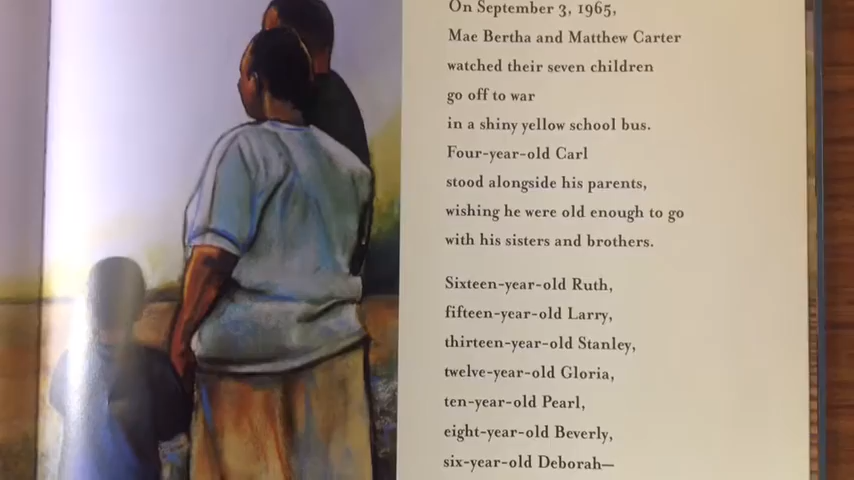 On September 3, 1965,
Mae Bertha and Matthew Carter
watched their seven children
go off to war
in a shiny yellow school bus.
Four-year-old Carl
stood alongside his parents,
wishing he were old enough to go
with his sisters and brothers.
Sixteen-year-old Ruth,
fifteen-year-old Larry,
thirteen-year-old Stanley,
twelve-year-old Gloria,
ten-year-old Pearl,
eight-year-old Beverly,
six-year-old Deborah—